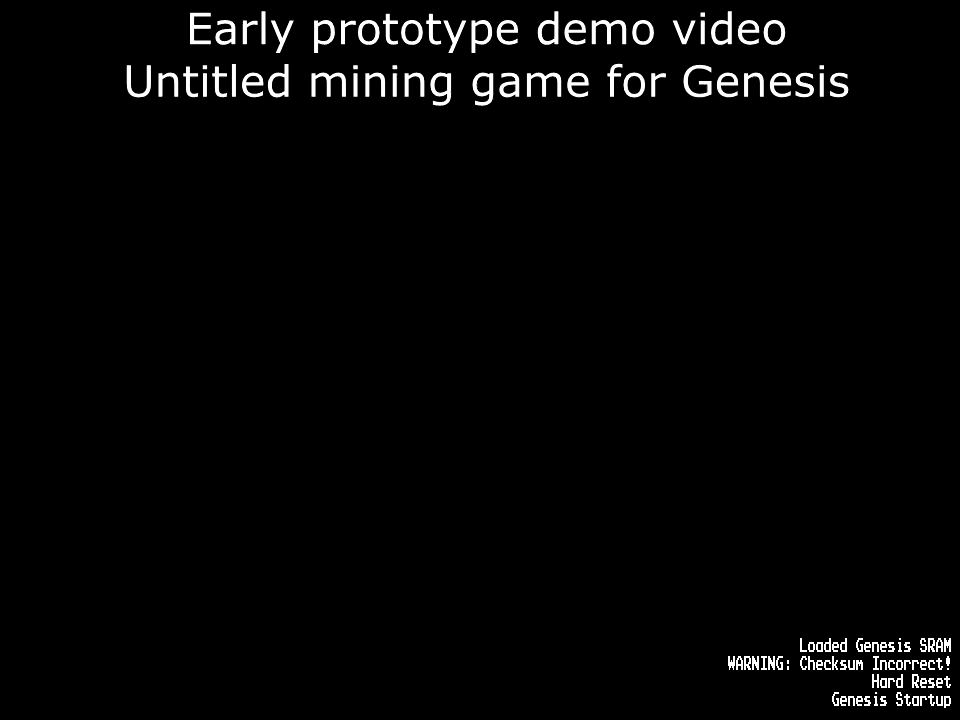 Early prototype demo video
Untitled mining game for Genesis
Loaded Genesis SRAM
WARNING: Checksum Incorrect!
Hard Reset
Genesis Startup